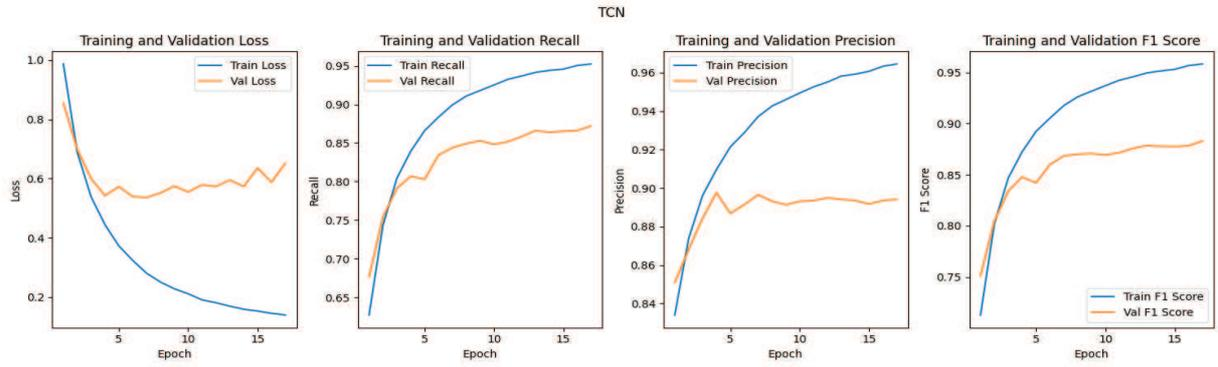 TCN
Training and Validation Loss
1.0
0.8
0.6
0.4
0.2
Loss
Train Loss
Val Loss
5
10
15
Epoch
Training and Validation Recall
0.95
0.90
0.85
0.80
0.75
0.70
0.65
Recall
Train Recall
Val Recall
5
10
15
Epoch
Training and Validation Precision
0.96
0.94
0.92
0.90
0.88
0.86
0.84
Precision
Train Precision
Val Precision
5
10
15
Epoch
Training and Validation F1 Score
0.95
0.90
0.85
0.80
0.75
F1 Score
Train F1 Score
Val F1 Score
5
10
15
Epoch